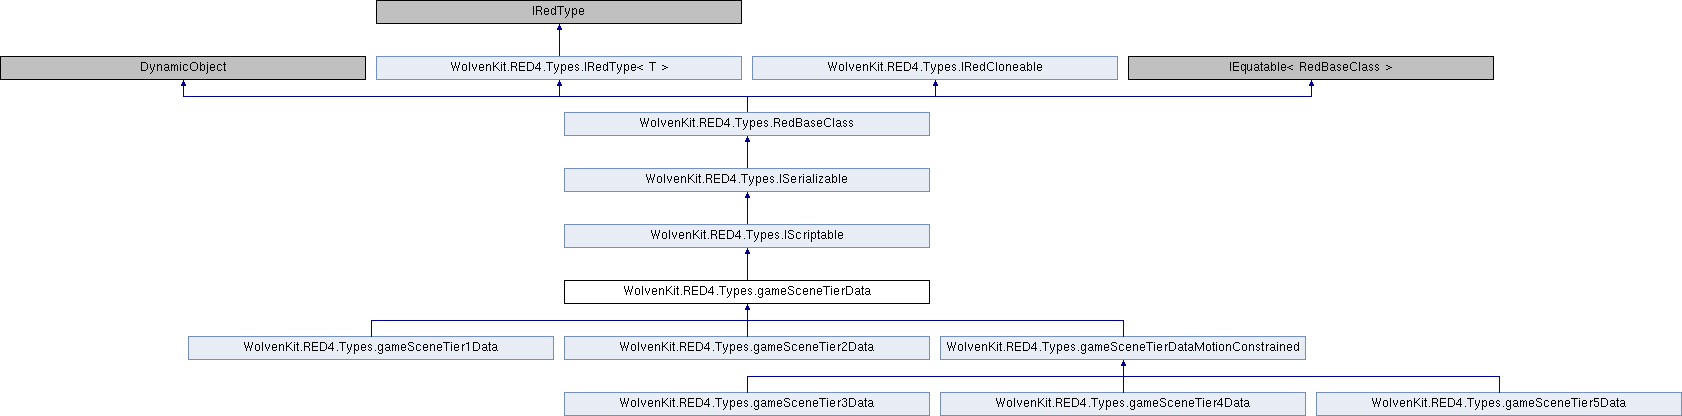 IRedType
DynamicObject
WolvenKit.RED4.Types.IRedType< T >
WolvenKit.RED4.Types.IRedCloneable
IEquatable< RedBaseClass >
WolvenKit.RED4.Types.RedBaseClass
WolvenKit.RED4.Types.ISerializable
WolvenKit.RED4.Types.IScriptable
WolvenKit.RED4.Types.gameSceneTierData
WolvenKit.RED4.Types.gameSceneTier1Data
WolvenKit.RED4.Types.gameSceneTier2Data
WolvenKit.RED4.Types.gameSceneTierDataMotionConstrained
WolvenKit.RED4.Types.gameSceneTier3Data
WolvenKit.RED4.Types.gameSceneTier4Data
WolvenKit.RED4.Types.gameSceneTier5Data